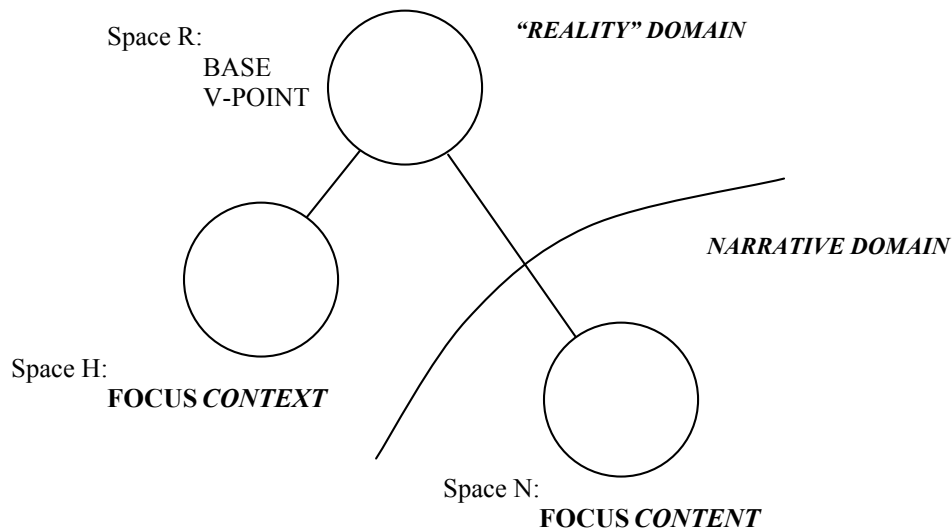 Space R:
BASE
V-POINT
“REALITY” DOMAIN
NARRATIVE DOMAIN
Space H:
FOCUS CONTEXT
Space N:
FOCUS CONTENT